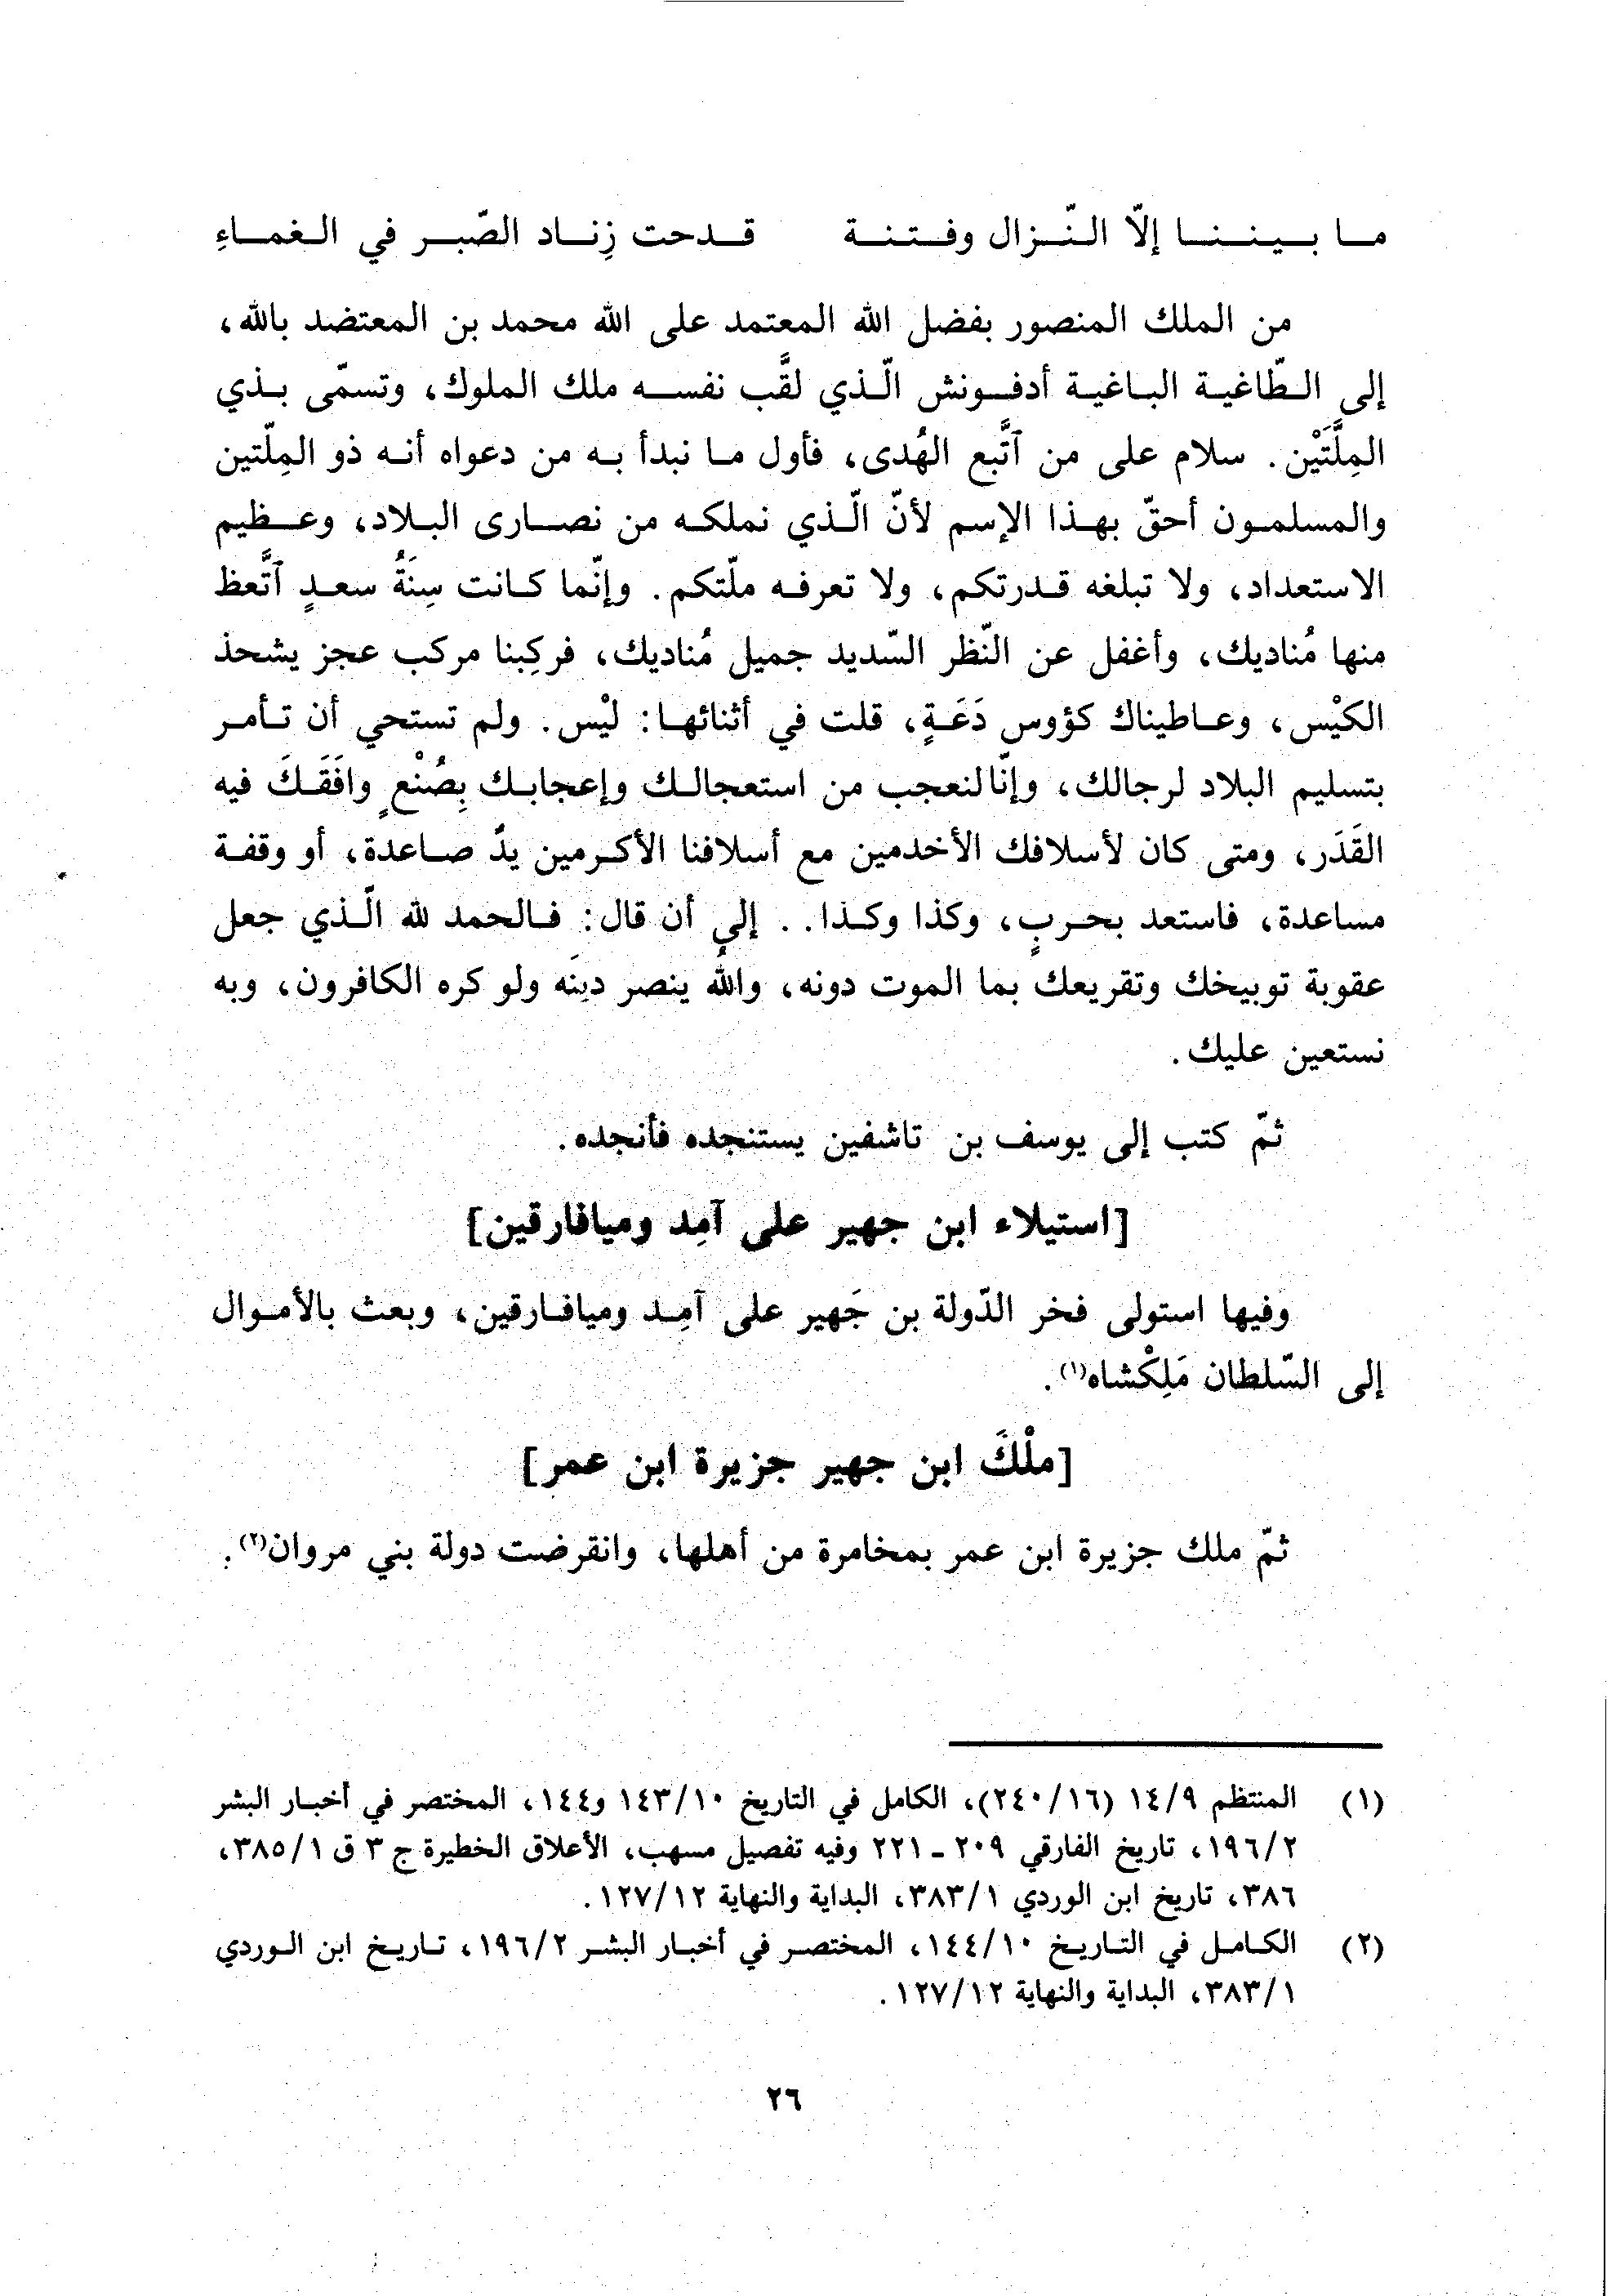 ما بيننا إلّا النّزال وفتنة قدحت زِناد الصّبر في الغماءِ
من الملك المنصور بفضل الله المعتمد على الله محمد بن المعتضد بالله،
إلى الطّاغية الباغية أدفونش الّذي لقَّب نفسه ملك الملوك، وتسمّى بذي
المِلَّتَيْن. سلام على من ٱتَّبع الهُدى، فأول ما نبدأ به من دعواه أنه ذو المِلّتين
والمسلمون أحقّ بهذا الإسم لأنّ الّذي نملكه من نصارى البلاد، وعظيم
الاستعداد، ولا تبلغه قدرتكم، ولا تعرفه ملّتكم. وإنّما كانت سِنَةُ سعدٍ ٱتَّعظ
منها مُناديك، وأغفل عن النّظر السّديد جميل مُناديك، فركِبنا مركب عجز يشحذ
الكيْس، وعاطيناك كؤوس دَعَةٍ، قلت في أثنائها: ليْس. ولم تستحي أن تأمر
بتسليم البلاد لرجالك، وإنّا لنعجب من استعجالك وإعجابك بِصُنْعٍ وافَقَكَ فيه
القَدَر، ومتى كان لأسلافك الأخدمين مع أسلافنا الأكرمين يدٌ صاعدة، أو وقفة
مساعدة، فاستعد بحربٍ، وكذا وكذا.. إلى أن قال: فالحمد لله الّذي جعل
عقوبة توبيخك وتقريعك بما الموت دونه، واللهُ ينصر دينَه ولو كره الكافرون، وبه
نستعين عليك.
ثمّ كتب إلى يوسف بن تاشفين يستنجده فأنجده.
[استيلاء ابن جهير على آمِد وميافارقين]
وفيها استولى فخر الدّولة بن جَهير على آمِد وميافارقين، وبعث بالأموال
إلى السّلطان مَلِكْشاه(١).
[ملْكَ ابن جهير جزيرة ابن عمر]
ثمّ ملك جزيرة ابن عمر بمخامرة من أهلها، وانقرضت دولة بني مروان(٢).
(١) المنتظم ١٤/٩ (٢٤٠/١٦)، الكامل في التاريخ ١٤٣/١٠ و١٤٤، المختصر في أخبار البشر
١٩٦/٢، تاريخ الفارقي ٢٠٩ - ٢٢١ وفيه تفصيل مسهب، الأعلاق الخطيرة ج ٣ ق ٣٨٥/١،
٣٨٦، تاريخ ابن الوردي ٣٨٣/١، البداية والنهاية ١٢٧/١٢.
(٢) الكامل في التاريخ ١٤٤/١٠، المختصر في أخبار البشر ١٩٦/٢، تاريخ ابن الوردي
٣٨٣/١، البداية والنهاية ١٢٧/١٢.
٢٦